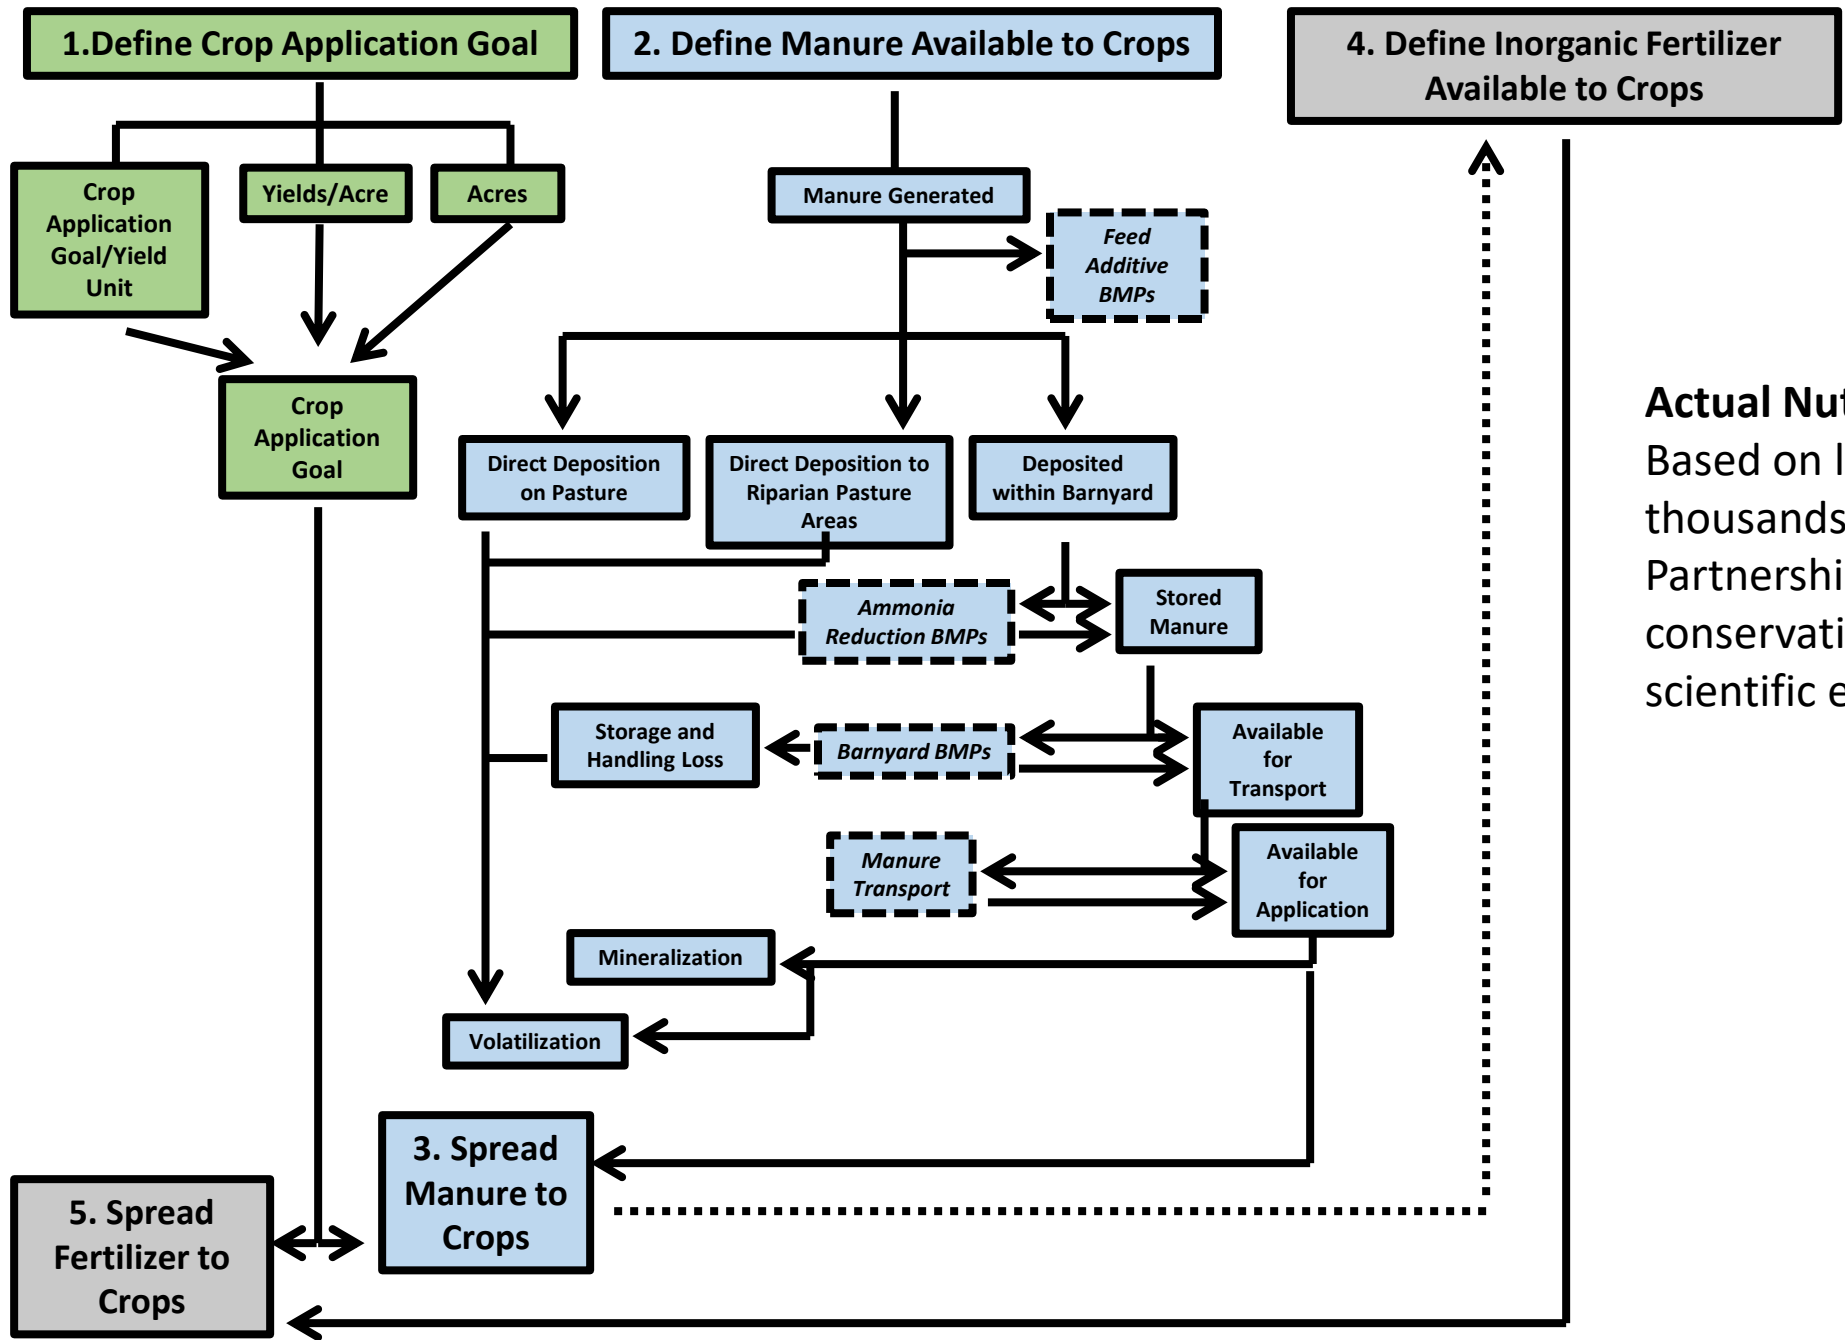 1.Define Crop Application Goal
2. Define Manure Available to Crops
4. Define Inorganic Fertilizer
Available to Crops
Crop
Application
Goal/Yield
Unit
Yields/Acre
Acres
Manure Generated
Feed
Additive
BMPs
Crop
Application
Goal
Direct Deposition
on Pasture
Direct Deposition to
Riparian Pasture
Areas
Deposited
within Barnyard
Actual
Based on
thousands
conservati
scientific
Ammonia
Reduction BMPs
Stored
Manure
Storage and
Handling Loss
Barnyard BMPs
Available
for
Transport
Manure
Transport
Available
for
Application
Mineralization
Volatilization
3. Spread
Manure to
Crops
5. Spread
Fertilizer to
Crops